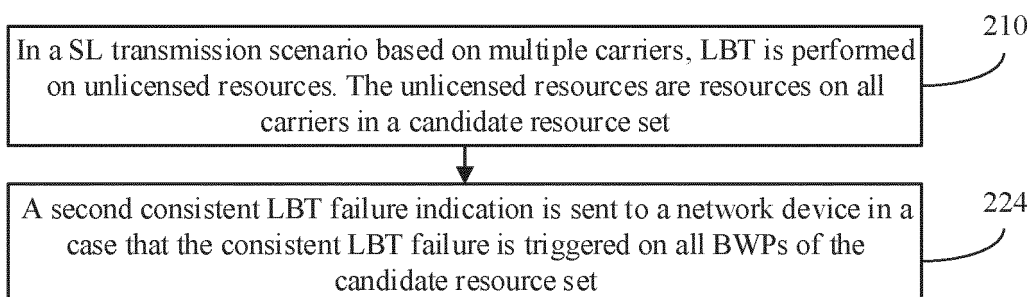 210
In a SL transmission scenario based on multiple carriers, LBT is performed
on unlicensed resources. The unlicensed resources are resources on all
carriers in a candidate resource set
224
A second consistent LBT failure indication is sent to a network device in a
case that the consistent LBT failure is triggered on all BWPs of the
candidate resource set